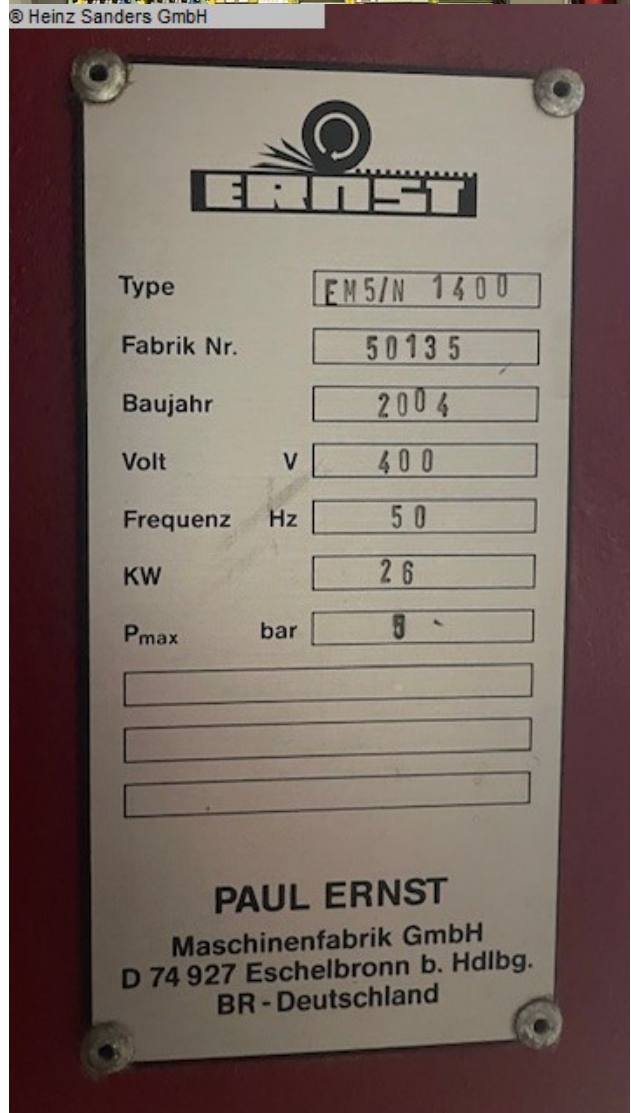 © Heinz Sanders GmbH
ERNST
Type EM5/N 1400
Fabrik Nr. 50135
Baujahr 2004
Volt V 400
Frequenz Hz 50
KW 26
Pmax bar
PAUL ERNST
Maschinenfabrik GmbH
D 74 927 Eschelbronn b. Hdlbg.
BR - Deutschland